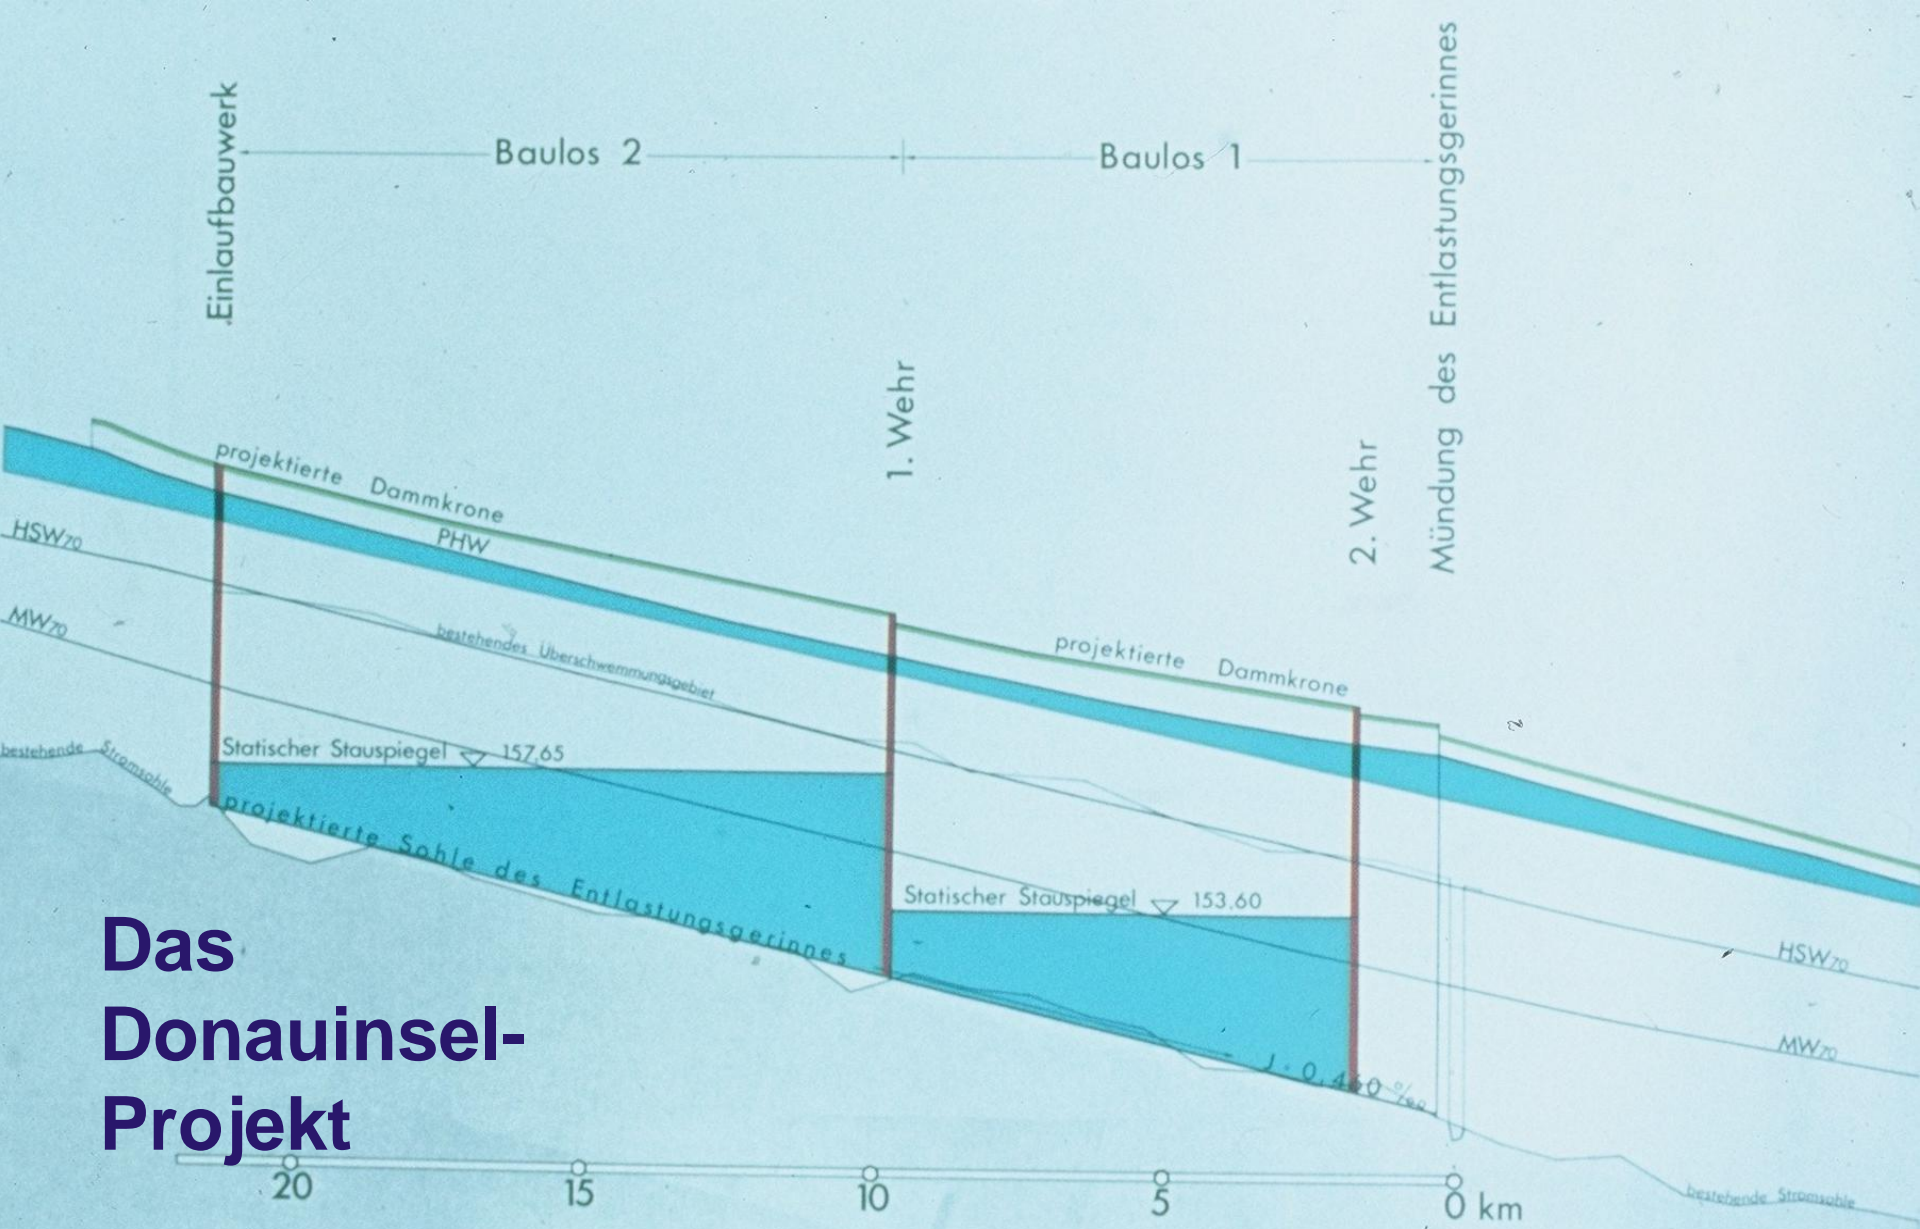 Einlaufbauwerk
Baulos 2
Baulos 1
Mündung des Entlastungsgerinnes
1. Wehr
2. Wehr
projektierte Dammkrone
PHW
HSW70
MW70
bestehendes Überschwemmungsgebiet
projektierte Dammkrone
bestehende Stromsohle
Statischer Stauspiegel 157.65
projektierte Sohle des Entlastungsgerinnes
Statischer Stauspiegel 153.60
J = 0,460 ‰
HSW70
MW70
bestehende Stromsohle
Das
Donauinsel-
Projekt
20 15 10 5 0 km